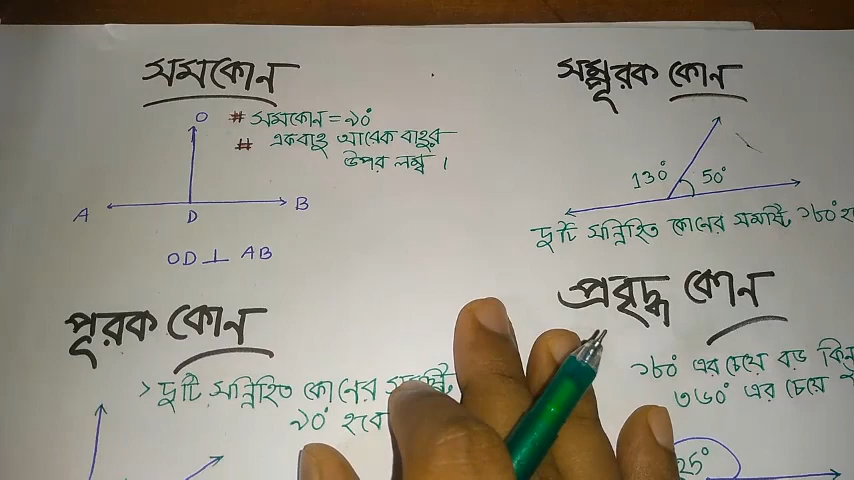 সমকোন
O
# সমকোন = ৯০°
# একবাহু আরেক বাহুর
উপর লম্ব।
A
D
B
OD ⊥ AB
সম্পূরক কোন
130°
50°
দুটি সন্নিহিত কোনের সমষ্টি ১৮০°
পূরক কোন
> দুটি সন্নিহিত কোনের সমষ্টি
৯০° হবে
প্রবৃদ্ধ কোন
১৮০° এর চেয়ে বড়
৩৬০° এর চেয়ে
25°